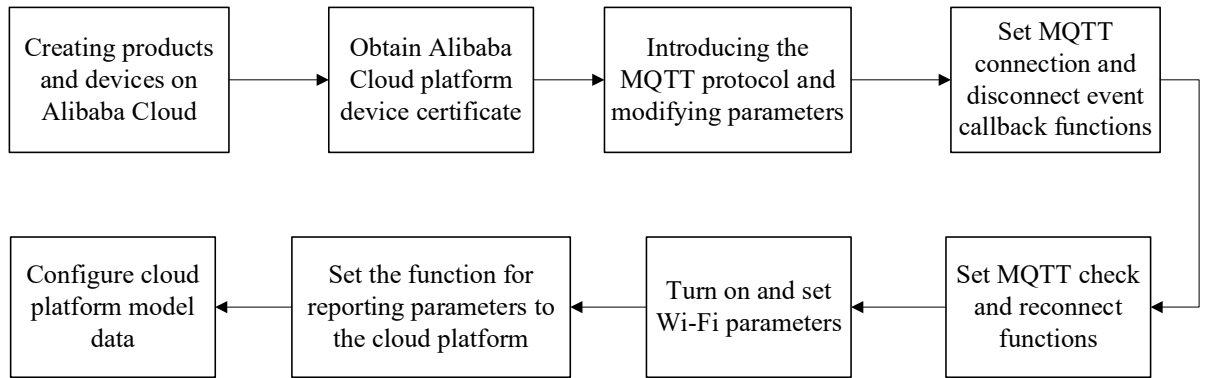 Creating products
and devices on
Alibaba Cloud
Obtain Alibaba
Cloud platform
device certificate
Introducing the
MQTT protocol and
modifying parameters
Set MQTT
connection and
disconnect event
callback functions
Set MQTT check
and reconnect
functions
Turn on and set
Wi-Fi parameters
Set the function for
reporting parameters to
the cloud platform
Configure cloud
platform model
data